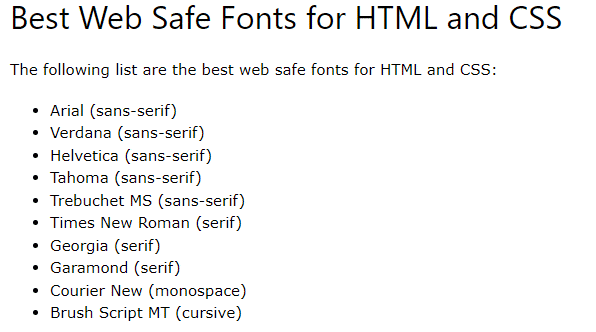 Best Web Safe Fonts for HTML and CSS
The following list are the best web safe fonts for HTML and CSS:
• Arial (sans-serif)
• Verdana (sans-serif)
• Helvetica (sans-serif)
• Tahoma (sans-serif)
• Trebuchet MS (sans-serif)
• Times New Roman (serif)
• Georgia (serif)
• Garamond (serif)
• Courier New (monospace)
• Brush Script MT (cursive)